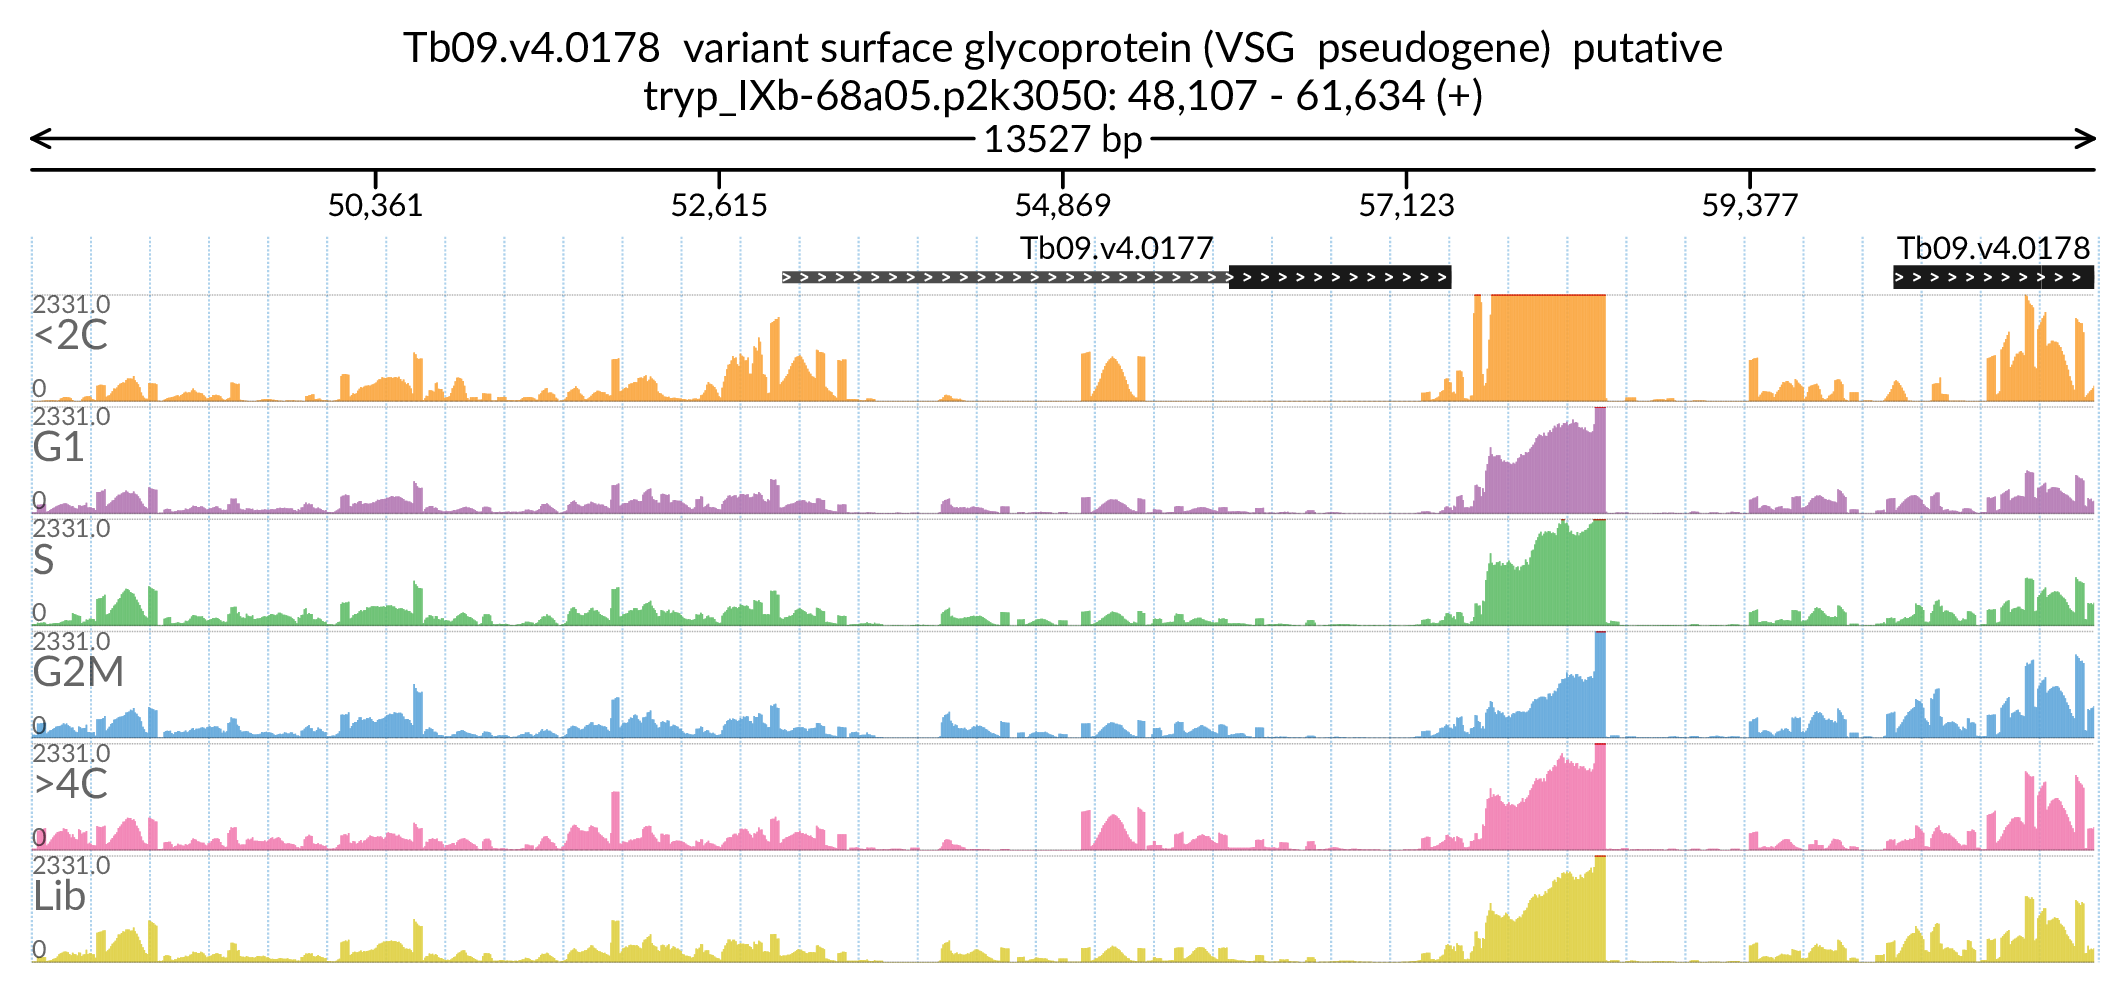 Tb09.v4.0178 variant surface glycoprotein (VSG pseudogene) putative
tryp_IXb-68a05.p2k3050: 48,107 - 61,634 (+)
13527 bp
50,361 52,615 54,869 57,123 59,377
Tb09.v4.0177 Tb09.v4.0178
2331.0
<2C
0
2331.0
G1
0
2331.0
S
0
2331.0
G2M
0
2331.0
>4C
0
2331.0
Lib
0